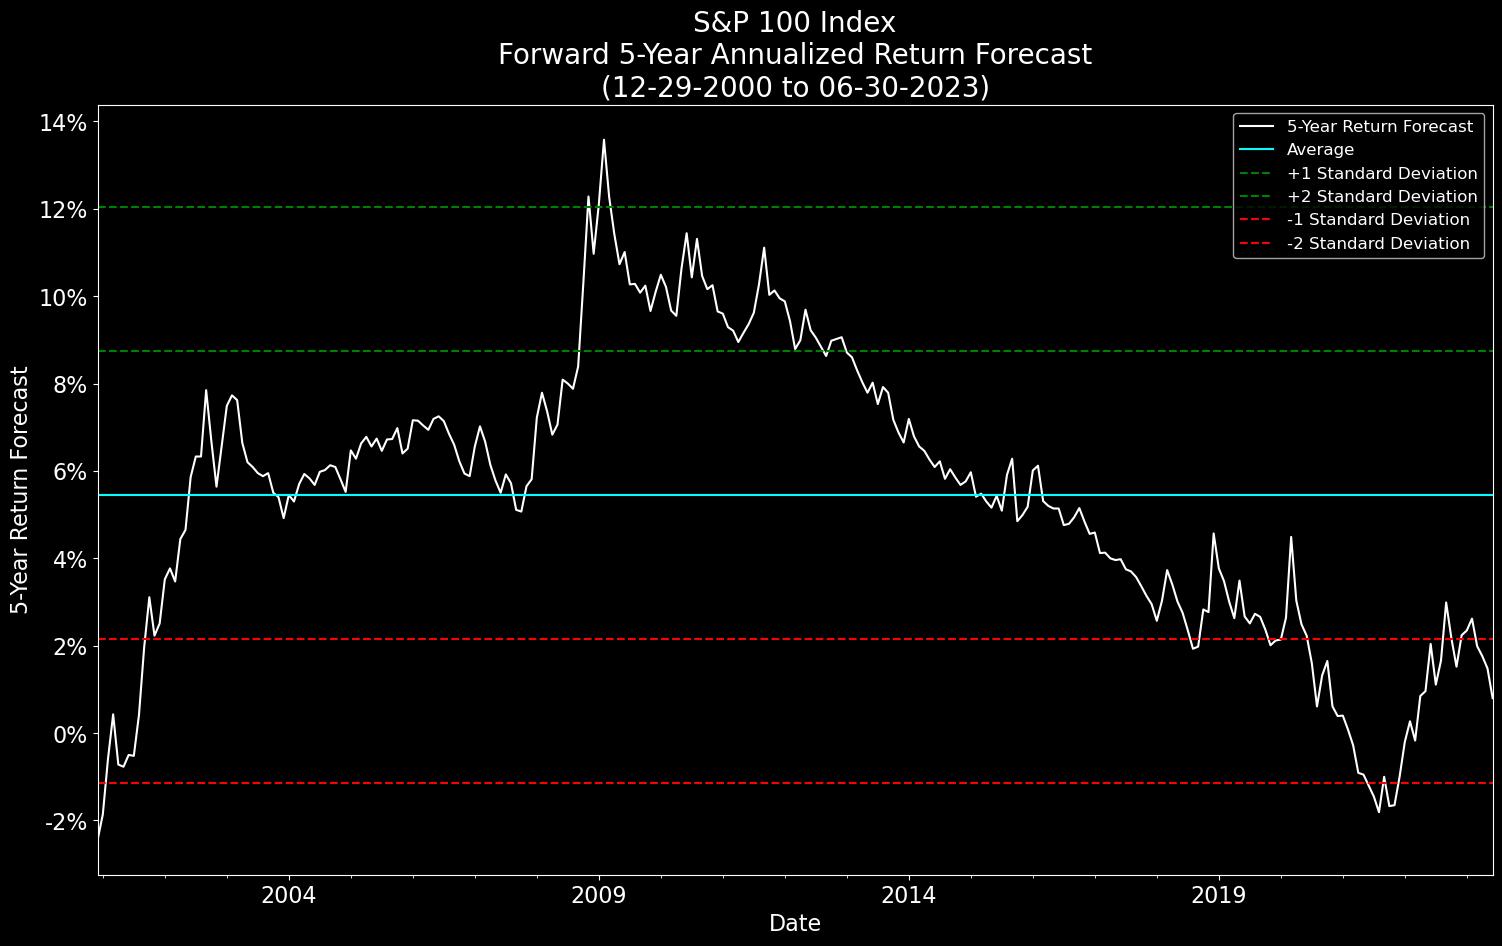 S&P 100 Index
Forward 5-Year Annualized Return Forecast
(12-29-2000 to 06-30-2023)
5-Year Return Forecast
14%
12%
10%
8%
6%
4%
2%
0%
-2%
5-Year Return Forecast
Average
+1 Standard Deviation
+2 Standard Deviation
-1 Standard Deviation
-2 Standard Deviation
2004 2009 2014 2019
Date